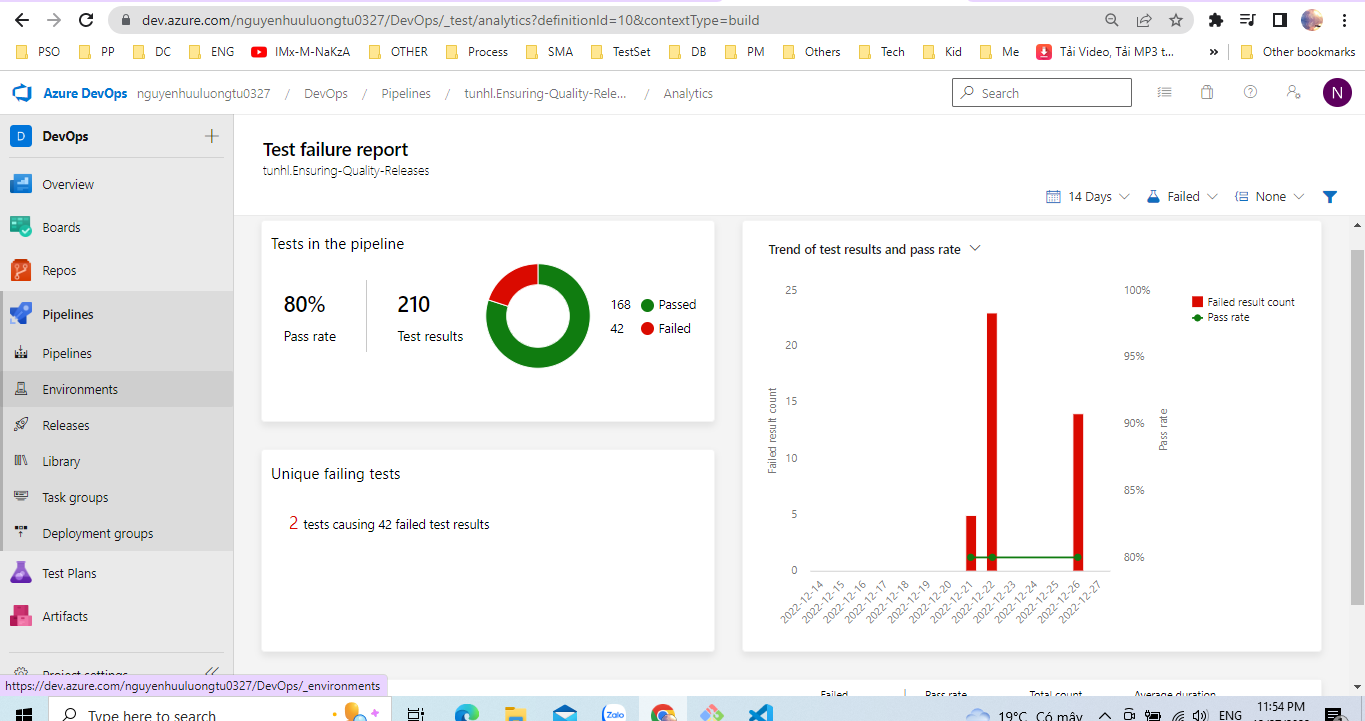 dev.azure.com/nguyenhuuluongtu0327/DevOps/_test/analytics?definitionId=10&contextType=build
PSO PP DC ENG IMx-M-NaKzA OTHER Process SMA TestSet DB PM Others Tech Kid Me Tải Video, Tải MP3 t... » Other bookmarks
Azure DevOps nguyenhuuluongtu0327 / DevOps / Pipelines / tunhl.Ensuring-Quality-Rele... / Analytics
Search
N
D DevOps
Overview
Boards
Repos
Pipelines
Pipelines
Environments
Releases
Library
Task groups
Deployment groups
Test Plans
Artifacts
Project settings
https://dev.azure.com/nguyenhuuluongtu0327/DevOps/_environments
Test failure report
tunhl.Ensuring-Quality-Releases
14 Days Failed None
Tests in the pipeline
80%
Pass rate
210
Test results
168 Passed
42 Failed
Unique failing tests
2 tests causing 42 failed test results
Trend of test results and pass rate
25
20
15
10
5
0
Failed result count
100%
95%
90%
85%
80%
Pass rate
Failed result count
Pass rate
2022-12-14
2022-12-15
2022-12-16
2022-12-17
2022-12-18
2022-12-19
2022-12-20
2022-12-21
2022-12-22
2022-12-23
2022-12-24
2022-12-25
2022-12-26
2022-12-27
Failed Pass rate Total count Average duration
Type here to search
Zalo
19°C Có mây
ENG
11:54 PM